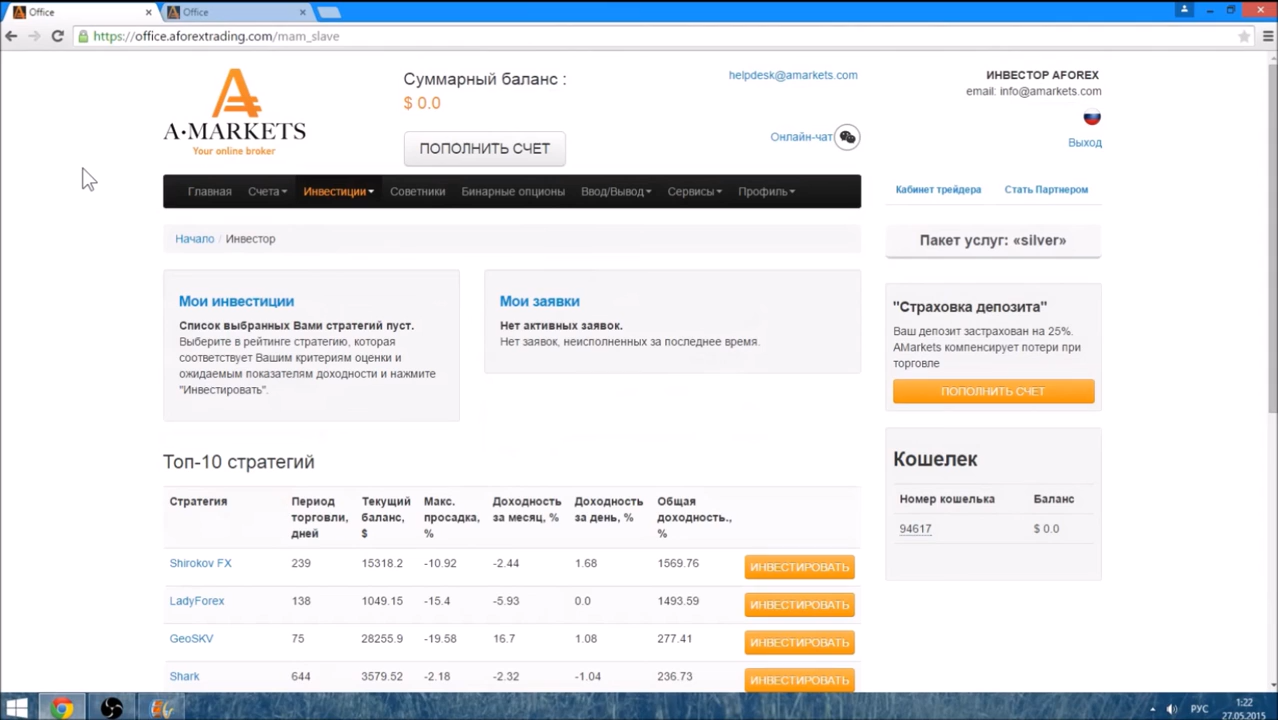 Office
Office
https://office.aforextrading.com/mam_slave
A·MARKETS
Your online broker
Суммарный баланс :
$ 0.0
ПОПОЛНИТЬ СЧЕТ
helpdesk@amarkets.com
Онлайн-чат
ИНВЕСТОР AFOREX
email: info@amarkets.com
Выход
Главная Счета Инвестиции Советники Бинарные опционы Ввод/Вывод Сервисы Профиль
Кабинет трейдера Стать Партнером
Начало / Инвестор
Пакет услуг: «silver»
Мои инвестиции
Список выбранных Вами стратегий пуст.
Выберите в рейтинге стратегию, которая
соответствует Вашим критериям оценки и
ожидаемым показателям доходности и нажмите
"Инвестировать".
Мои заявки
Нет активных заявок.
Нет заявок, неисполненных за последнее время.
"Страховка депозита"
Ваш депозит застрахован на 25%.
AMarkets компенсирует потери при
торговле
ПОПОЛНИТЬ СЧЕТ
Кошелек
Номер кошелька Баланс
94617 $ 0.0
Топ-10 стратегий
Стратегия Период Текущий Макс. Доходность Доходность Общая
торговли, баланс, просадка, за месяц, % за день, % доходность.,
дней $ % %
Shirokov FX 239 15318.2 -10.92 -2.44 1.68 1569.76 ИНВЕСТИРОВАТЬ
LadyForex 138 1049.15 -15.4 -5.93 0.0 1493.59 ИНВЕСТИРОВАТЬ
GeoSKV 75 28255.9 -19.58 16.7 1.08 277.41 ИНВЕСТИРОВАТЬ
Shark 644 3579.52 -2.18 -2.32 -1.04 236.73 ИНВЕСТИРОВАТЬ
РУС
1:22
27.05.2015